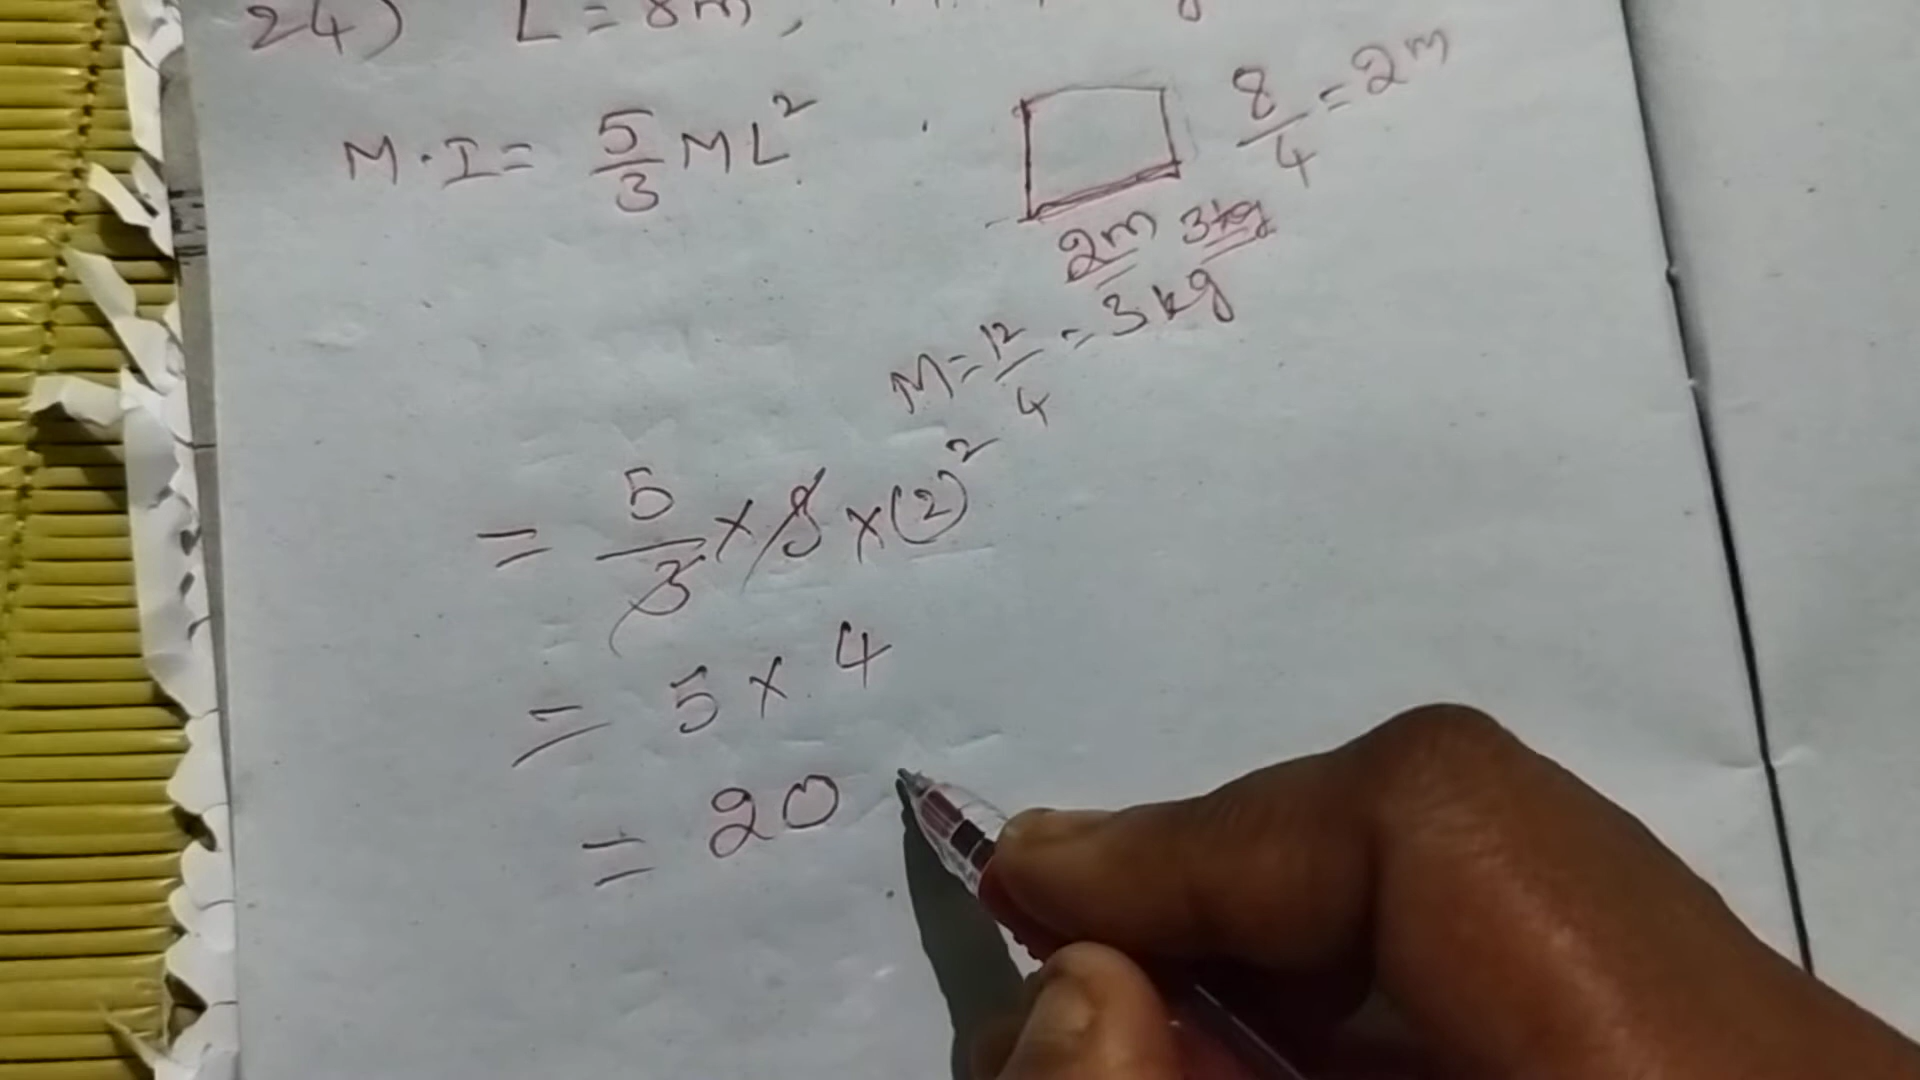 24) L = 8m,
M.I = 5/3 ML²
8/4 = 2m
2m 3kg
M = 12/4 = 3kg
= 5/3 × 3 × (2)²
= 5 × 4
= 20